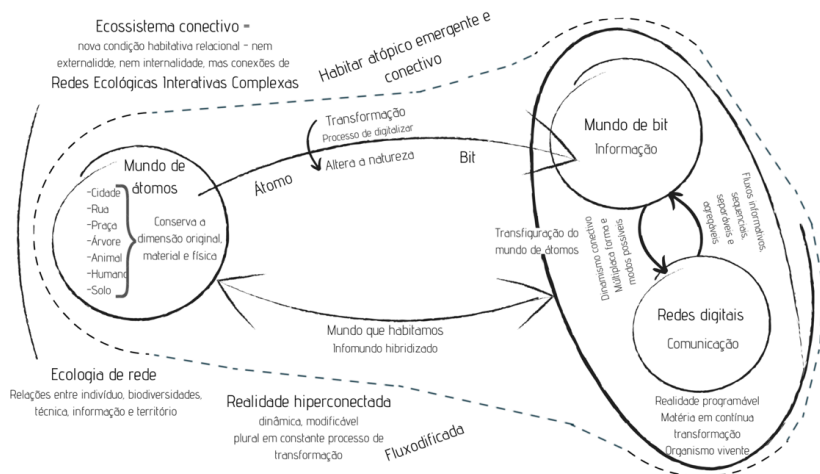 Ecossistema conectivo =
nova condição habitativa relacional - nem
externalidde, nem internalidade, mas conexões de
Redes Ecológicas Interativas Complexas
Habitar atópico emergente e
conectivo
Transformação
Processo de digitalizar
Altera a natureza
Átomo
Bit
Mundo de
átomos
-Cidade
-Rua
-Praça
-Árvore
-Animal
-Humano
-Solo
Conserva a
dimensão original,
material e física
Mundo de bit
Informação
Transfiguração do
mundo de átomos
Dinamismo conectivo
Múltiplaca forma e
modos possíveis
Fluxos informativos,
sequenciais,
separáveis e
agregáveis
Redes digitais
Comunicação
Realidade programável
Matéria em contínua
transformação
Organismo vivente
Mundo que habitamos
Infomundo hibridizado
Ecologia de rede
Relações entre indivíduo, biodiversidades,
técnica, informação e território
Realidade hiperconectada
dinâmica, modificável
plural em constante processo de
transformação
Fluxodificada